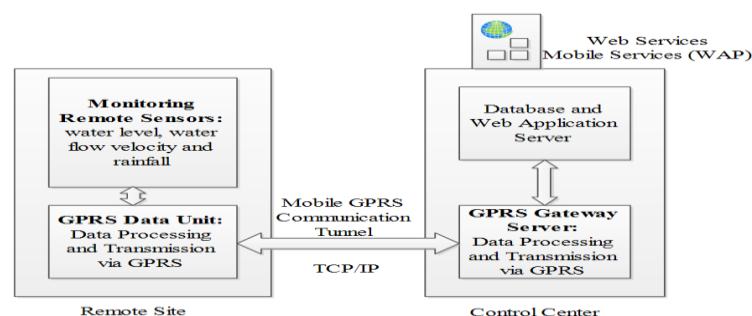 Web Services
Mobile Services (WAP)
Monitoring
Remote Sensors:
water level, water
flow velocity and
rainfall
GPRS Data Unit:
Data Processing
and Transmission
via GPRS
Remote Site
Mobile GPRS
Communication
Tunnel
TCP/IP
Database and
Web Application
Server
GPRS Gateway
Server:
Data Processing
and Transmission
via GPRS
Control Center